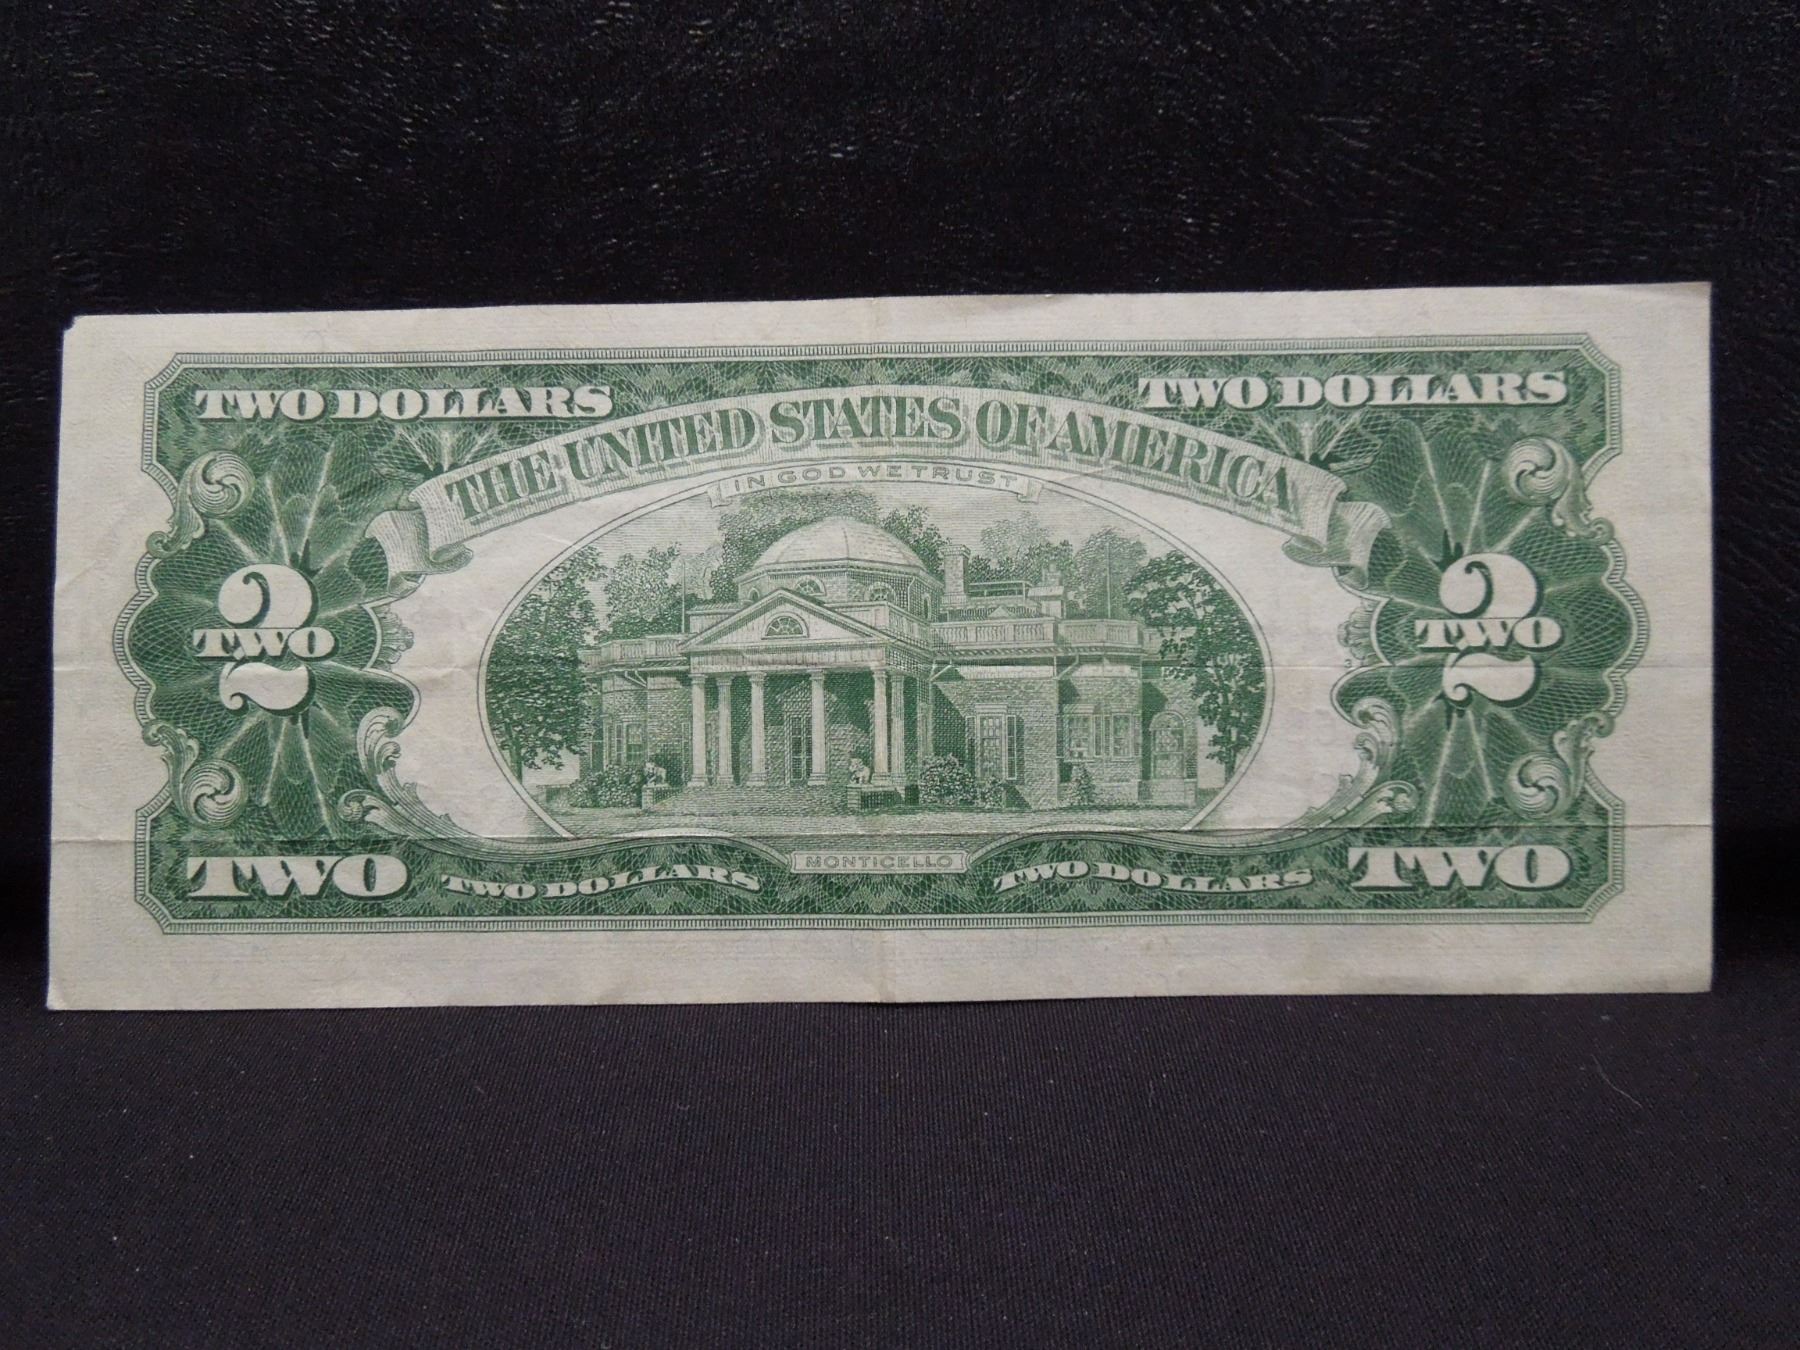 TWO DOLLARS TWO DOLLARS
THE UNITED STATES OF AMERICA
IN GOD WE TRUST
2 2
TWO TWO
3
MONTICELLO
TWO TWO DOLLARS TWO DOLLARS TWO